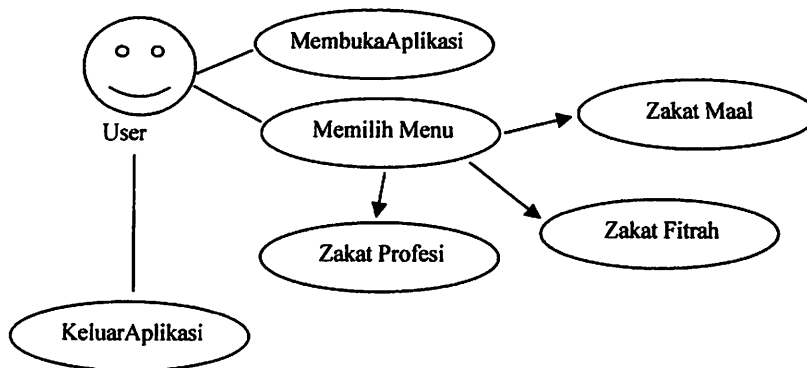 MembukaAplikasi
Memilih Menu
Zakat Maal
User
Zakat Fitrah
Zakat Profesi
KeluarAplikasi